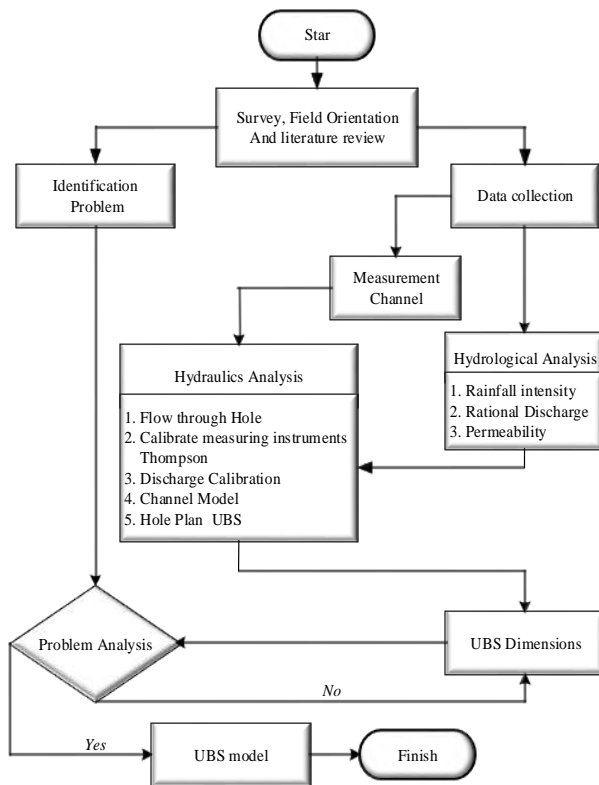 Star
Survey, Field Orientation
And literature review
Identification
Problem
Data collection
Measurement
Channel
Hydraulics Analysis
1. Flow through Hole
2. Calibrate measuring instruments
Thompson
3. Discharge Calibration
4. Channel Model
5. Hole Plan UBS
Hydrological Analysis
1. Rainfall intensity
2. Rational Discharge
3. Permeability
Problem Analysis
UBS Dimensions
No
Yes
UBS model
Finish